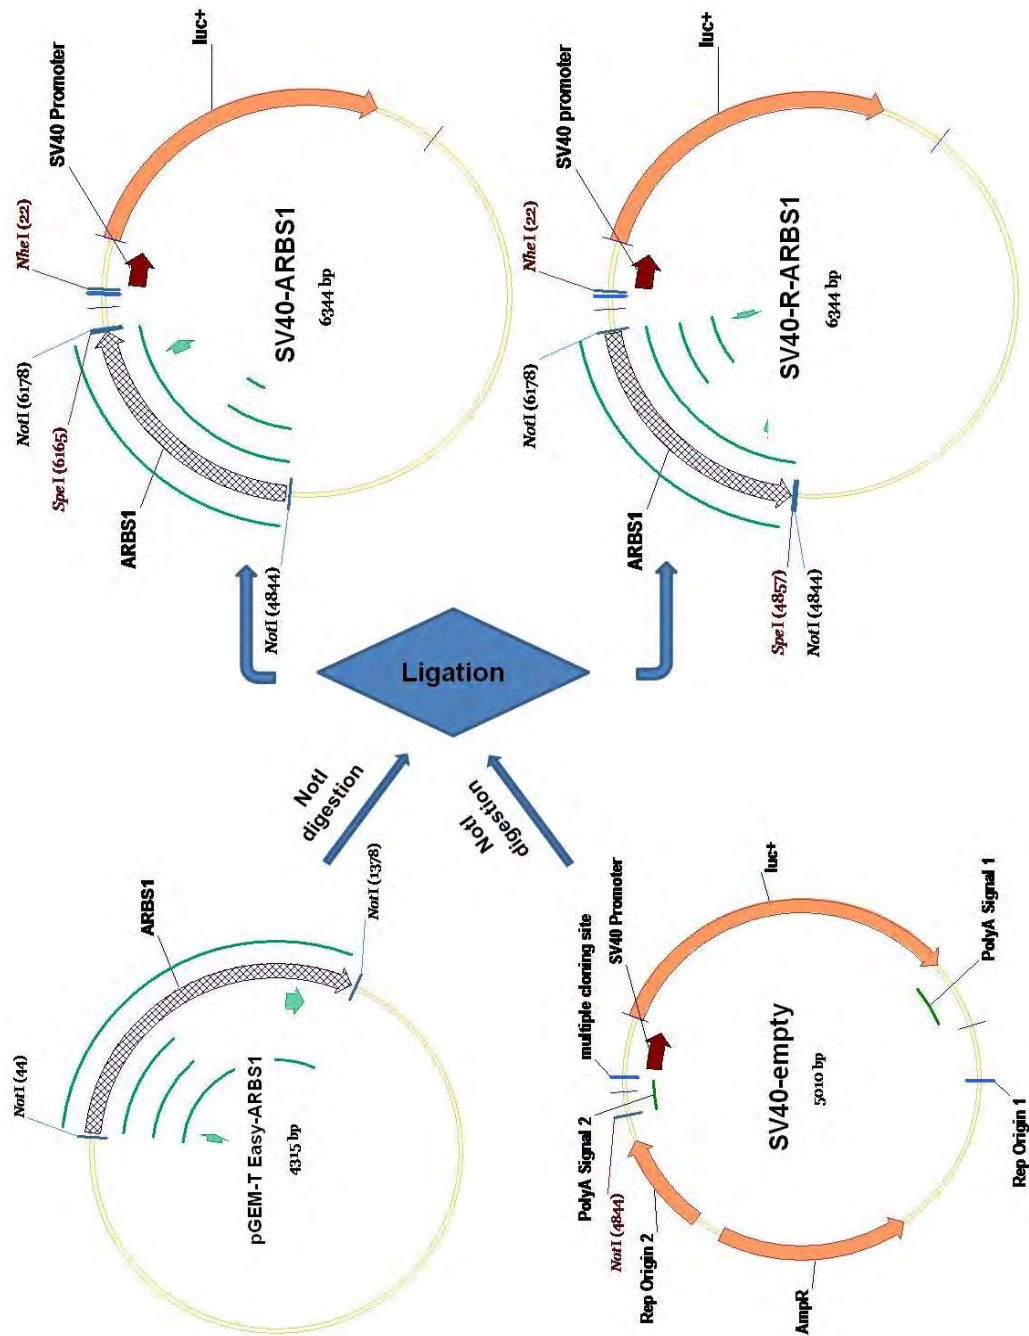 NotI (44)
ARBS1
NotI (1378)
pGEM-T Easy-ARBS1
4315 bp
NotI
digestion
NotI
digestion
Ligation
multiple cloning site
SV40 Promoter
luc+
PolyA Signal 2
NotI (4844)
Rep Origin 2
SV40-empty
5010 bp
AmpR
PolyA Signal 1
Rep Origin 1
luc+
SV40 Promoter
NheI (22)
NotI (6178)
SpeI (6165)
ARBS1
NotI (4844)
SV40-ARBS1
6344 bp
luc+
SV40 promoter
NheI (22)
NotI (6178)
ARBS1
SpeI (4857)
NotI (4844)
SV40-R-ARBS1
6344 bp